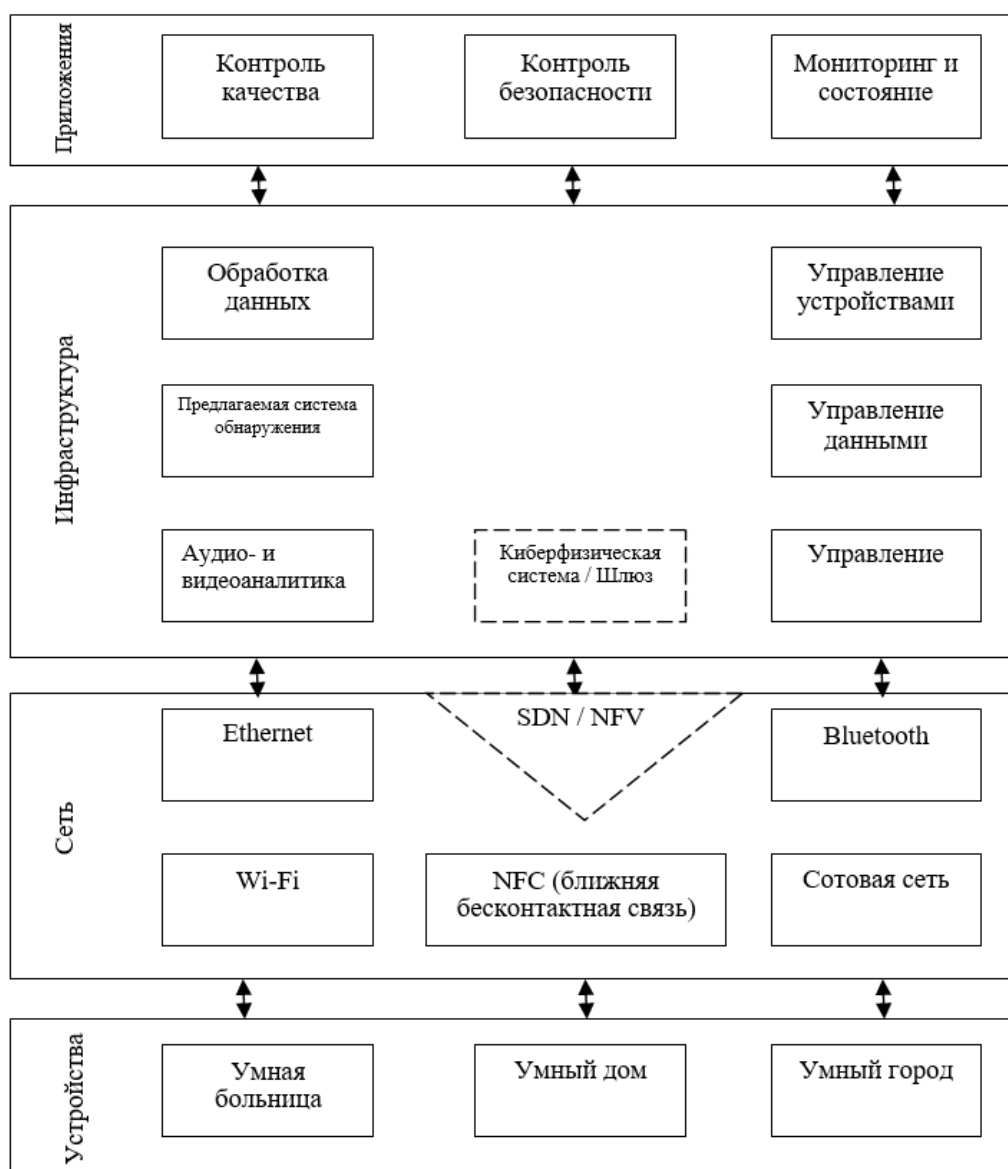 Приложения
Контроль
качества
Контроль
безопасности
Мониторинг и
состояние
Инфраструктура
Обработка
данных
Управление
устройствами
Предлагаемая система
обнаружения
Управление
данными
Аудио- и
видеоаналитика
Киберфизическая
система / Шлюз
Управление
Сеть
Ethernet
SDN / NFV
Bluetooth
Wi-Fi
NFC (ближняя
бесконтактная связь)
Сотовая сеть
Устройства
Умная
больница
Умный дом
Умный город